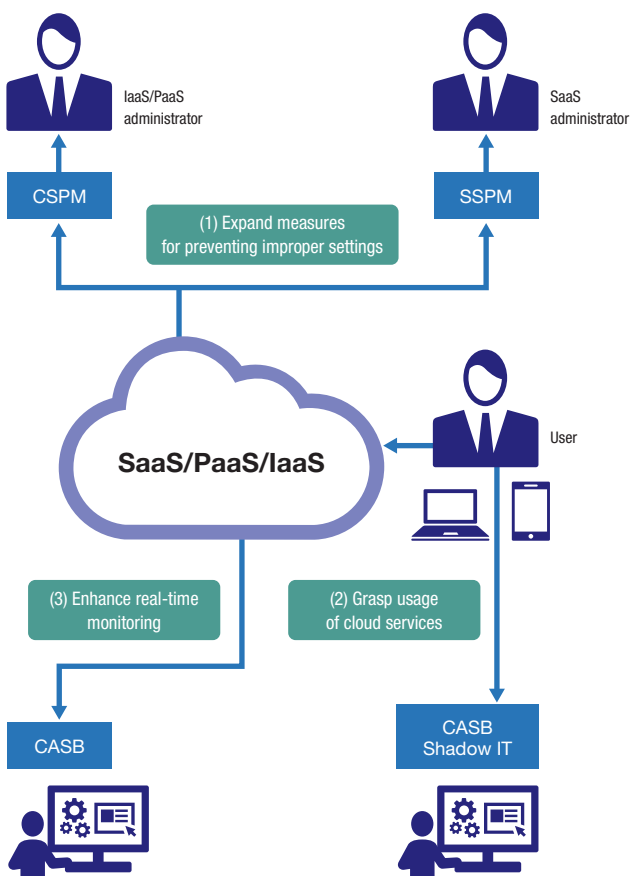 IaaS/PaaS
administrator
SaaS
administrator
CSPM
SSPM
(1) Expand measures
for preventing improper settings
SaaS/PaaS/IaaS
User
(3) Enhance real-time
monitoring
(2) Grasp usage
of cloud services
CASB
CASB
Shadow IT